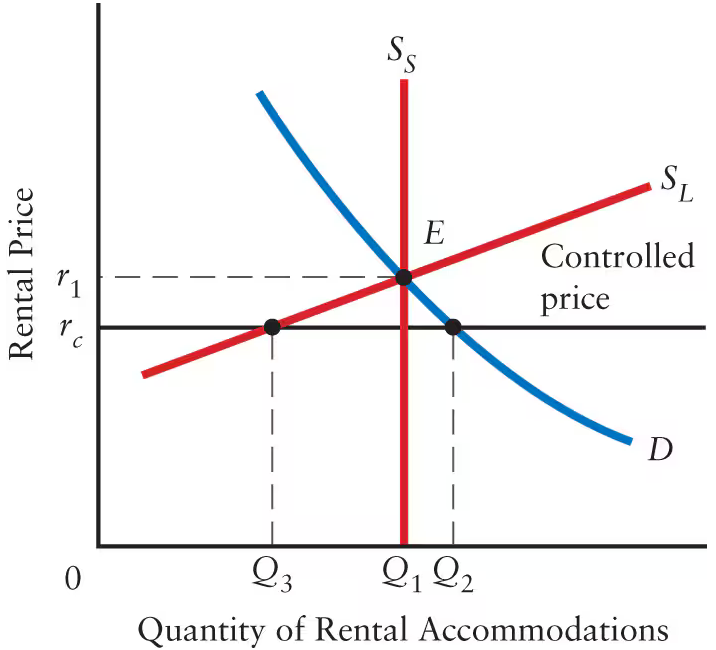 S_S
S_L
E
Controlled
price
Rental Price
r_1
r_c
D
0
Q_3
Q_1
Q_2
Quantity of Rental Accommodations